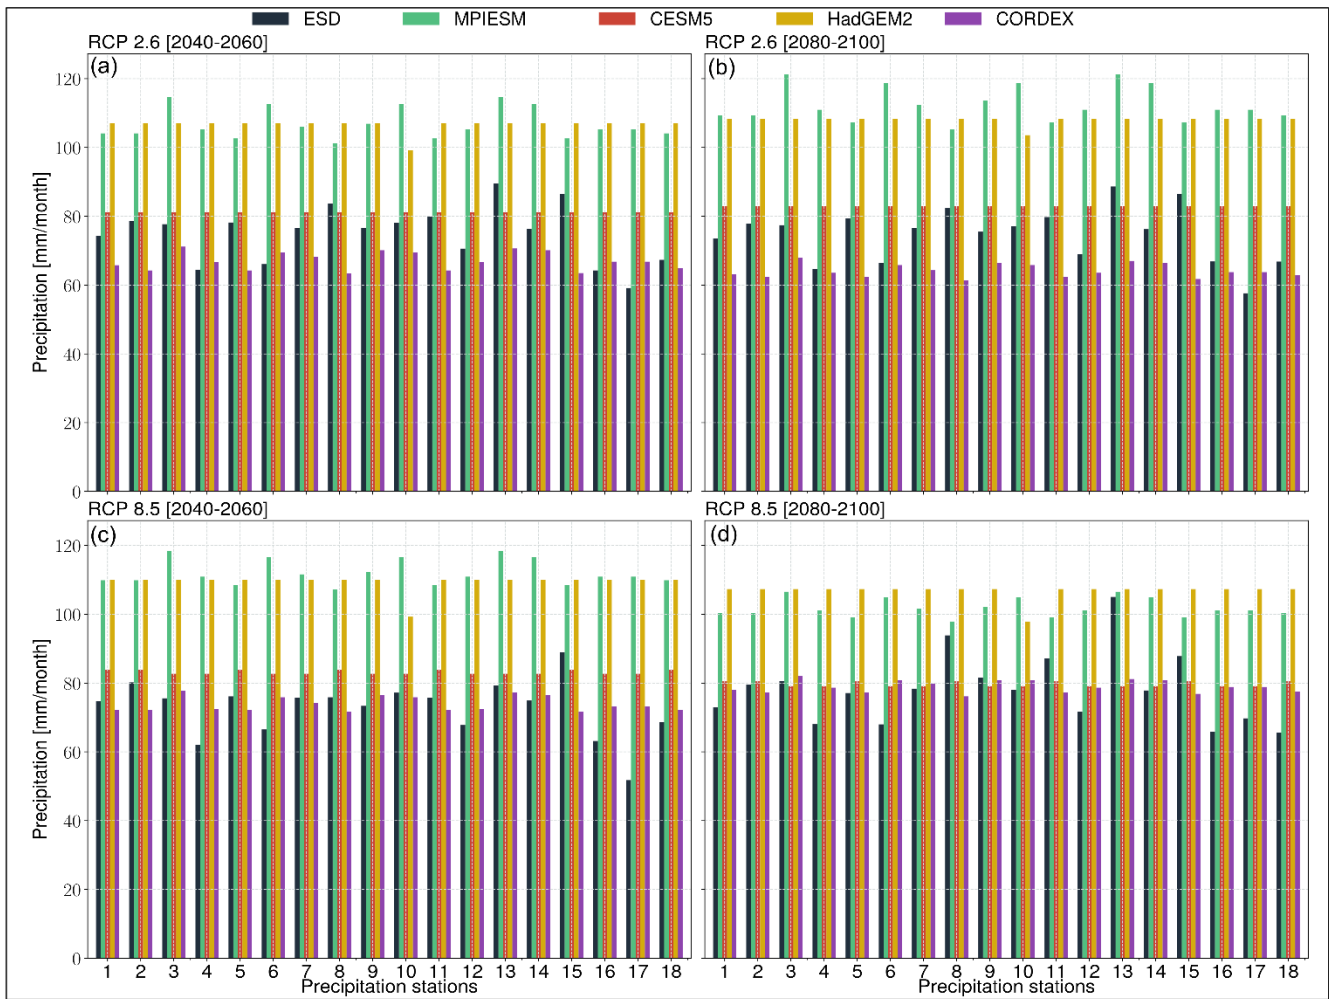 ESD MPIESM CESM5 HadGEM2 CORDEX
RCP 2.6 [2040-2060]
(a)
Precipitation [mm/month]
120
100
80
60
40
20
0
RCP 2.6 [2080-2100]
(b)
RCP 8.5 [2040-2060]
(c)
Precipitation [mm/month]
120
100
80
60
40
20
0
1 2 3 4 5 6 7 8 9 10 11 12 13 14 15 16 17 18
Precipitation stations
RCP 8.5 [2080-2100]
(d)
1 2 3 4 5 6 7 8 9 10 11 12 13 14 15 16 17 18
Precipitation stations